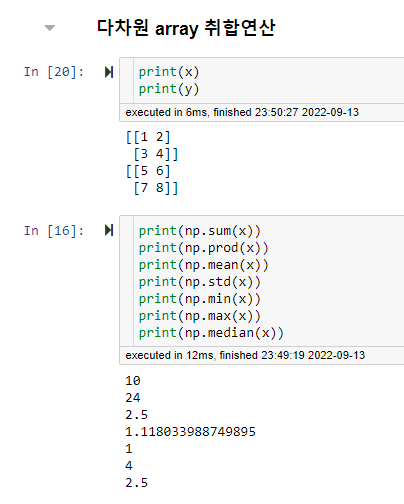 다차원 array 취합연산
In [20]:
print(x)
print(y)
executed in 6ms, finished 23:50:27 2022-09-13
[[1 2]
 [3 4]]
[[5 6]
 [7 8]]
In [16]:
print(np.sum(x))
print(np.prod(x))
print(np.mean(x))
print(np.std(x))
print(np.min(x))
print(np.max(x))
print(np.median(x))
executed in 12ms, finished 23:49:19 2022-09-13
10
24
2.5
1.118033988749895
1
4
2.5